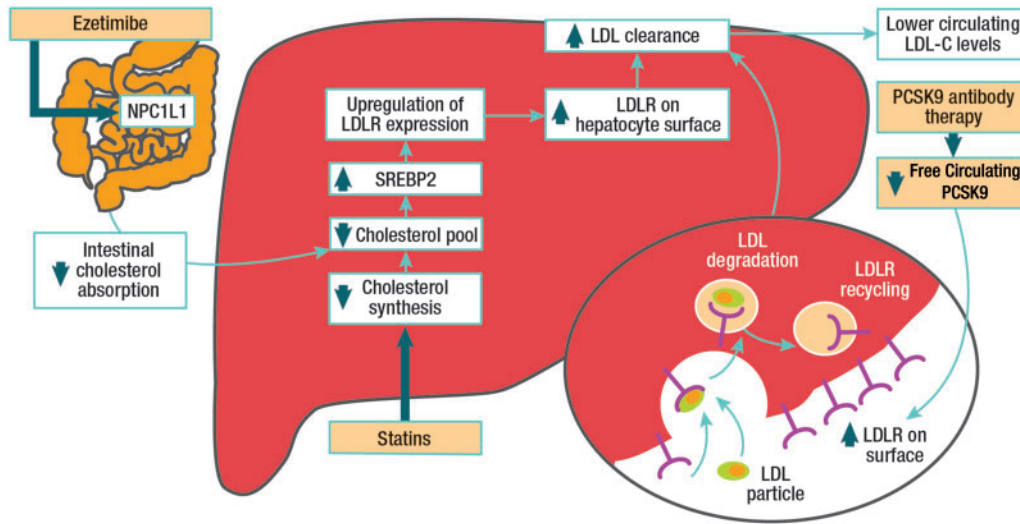 Ezetimibe
NPC1L1
Intestinal
cholesterol
absorption
LDL clearance
Lower circulating
LDL-C levels
Upregulation of
LDLR expression
LDLR on
hepatocyte surface
PCSK9 antibody
therapy
Free Circulating
PCSK9
SREBP2
Cholesterol pool
Cholesterol
synthesis
Statins
LDL
degradation
LDLR
recycling
LDLR on
surface
LDL
particle